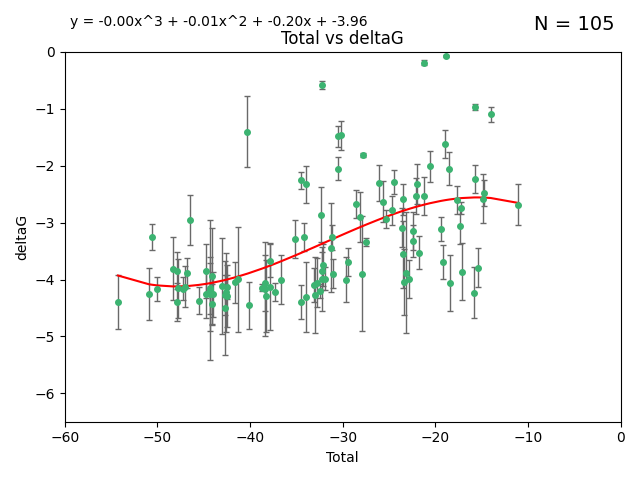 y = -0.00x^3 + -0.01x^2 + -0.20x + -3.96
N = 105
Total vs deltaG
0
−1
−2
−3
−4
−5
−6
deltaG
−60
−50
−40
−30
−20
−10
0
Total